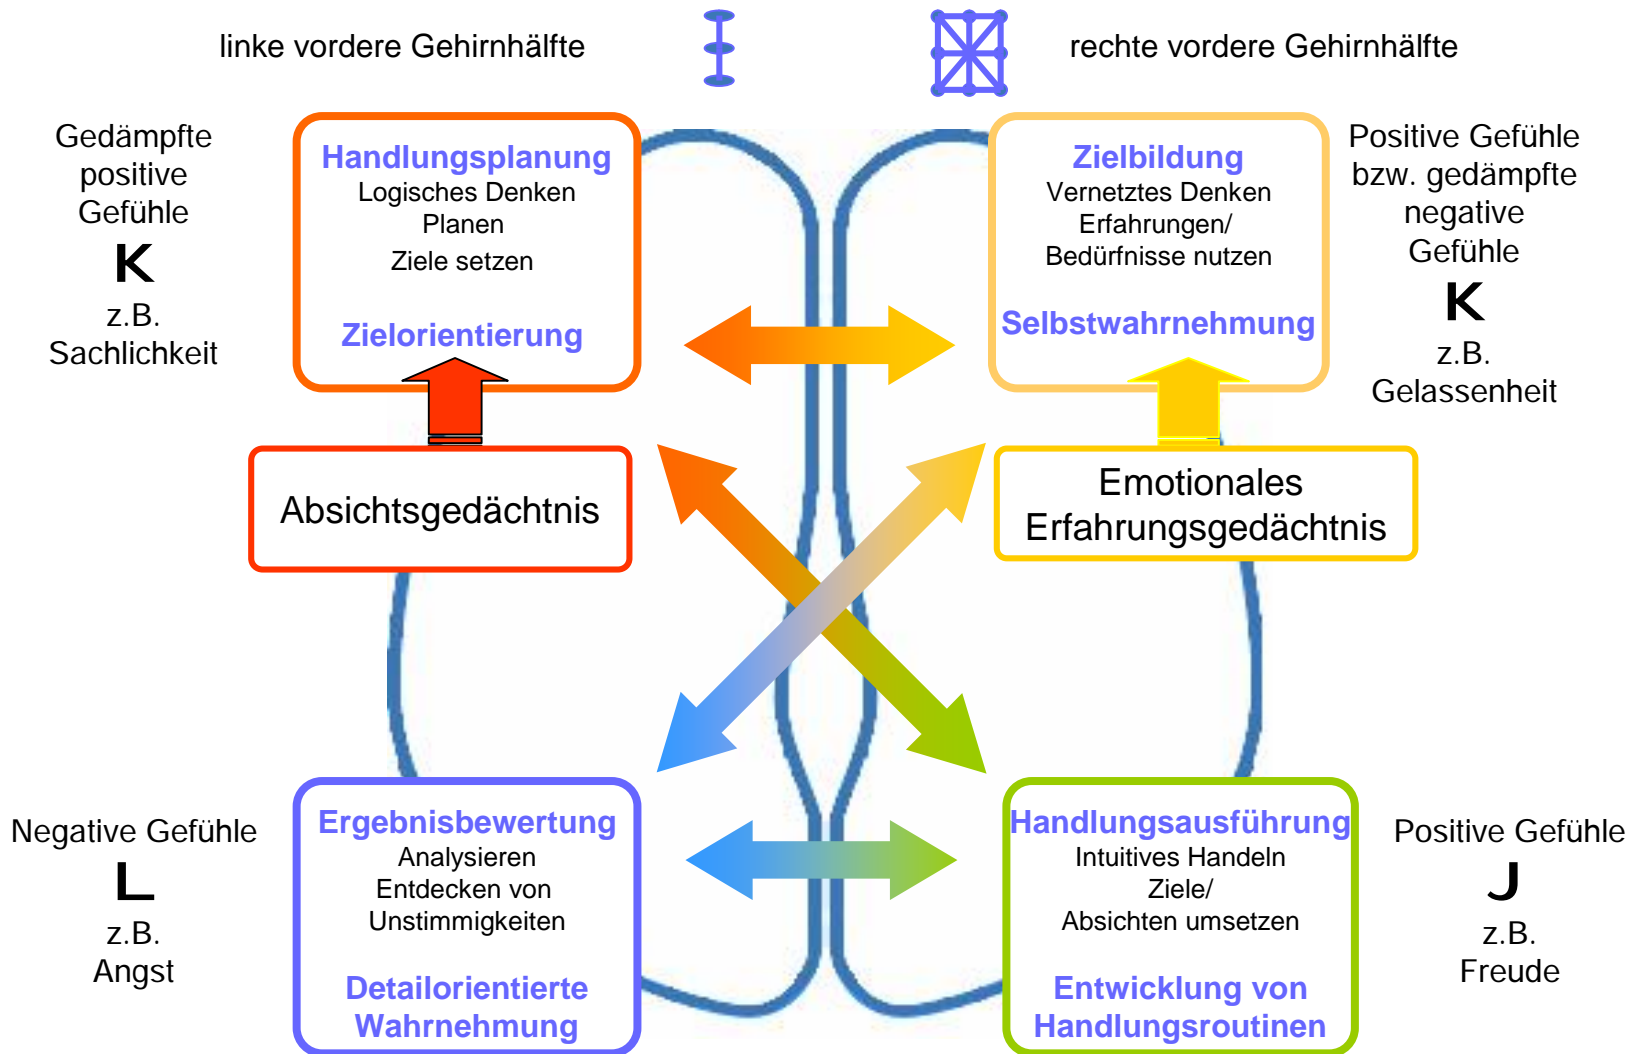 linke vordere Gehirnhälfte
rechte vordere Gehirnhälfte
Gedämpfte
positive
Gefühle
K
z.B.
Sachlichkeit
Handlungsplanung
Logisches Denken
Planen
Ziele setzen
Zielorientierung
Zielbildung
Vernetztes Denken
Erfahrungen/
Bedürfnisse nutzen
Selbstwahrnehmung
Positive Gefühle
bzw. gedämpfte
negative
Gefühle
K
z.B.
Gelassenheit
Absichtsgedächtnis
Emotionales
Erfahrungsgedächtnis
Negative Gefühle
L
z.B.
Angst
Ergebnisbewertung
Analysieren
Entdecken von
Unstimmigkeiten
Detailorientierte
Wahrnehmung
Handlungsausführung
Intuitives Handeln
Ziele/
Absichten umsetzen
Entwicklung von
Handlungsroutinen
Positive Gefühle
J
z.B.
Freude